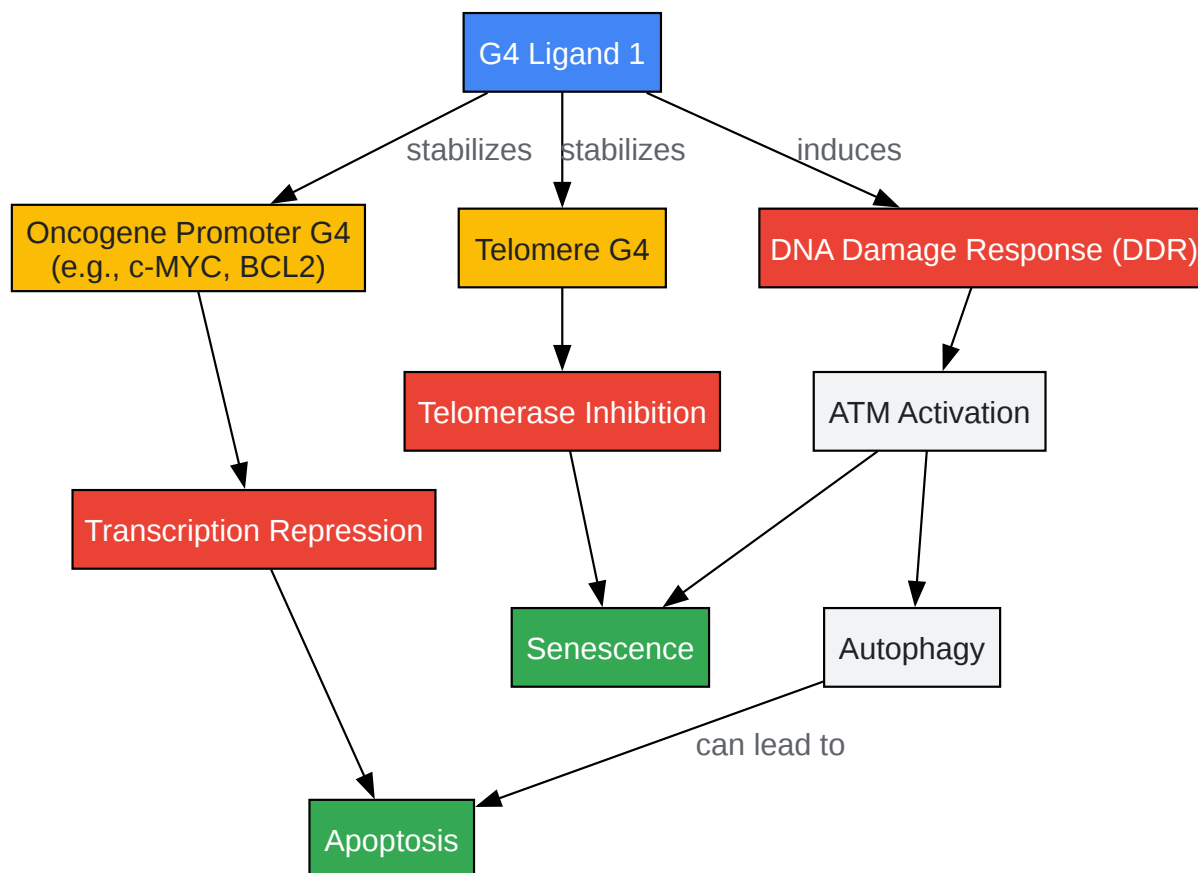 G4 Ligand 1
stabilizes
stabilizes
induces
Oncogene Promoter G4
(e.g., c-MYC, BCL2)
Telomere G4
DNA Damage Response (DDR)
Telomerase Inhibition
ATM Activation
Transcription Repression
Senescence
Autophagy
can lead to
Apoptosis